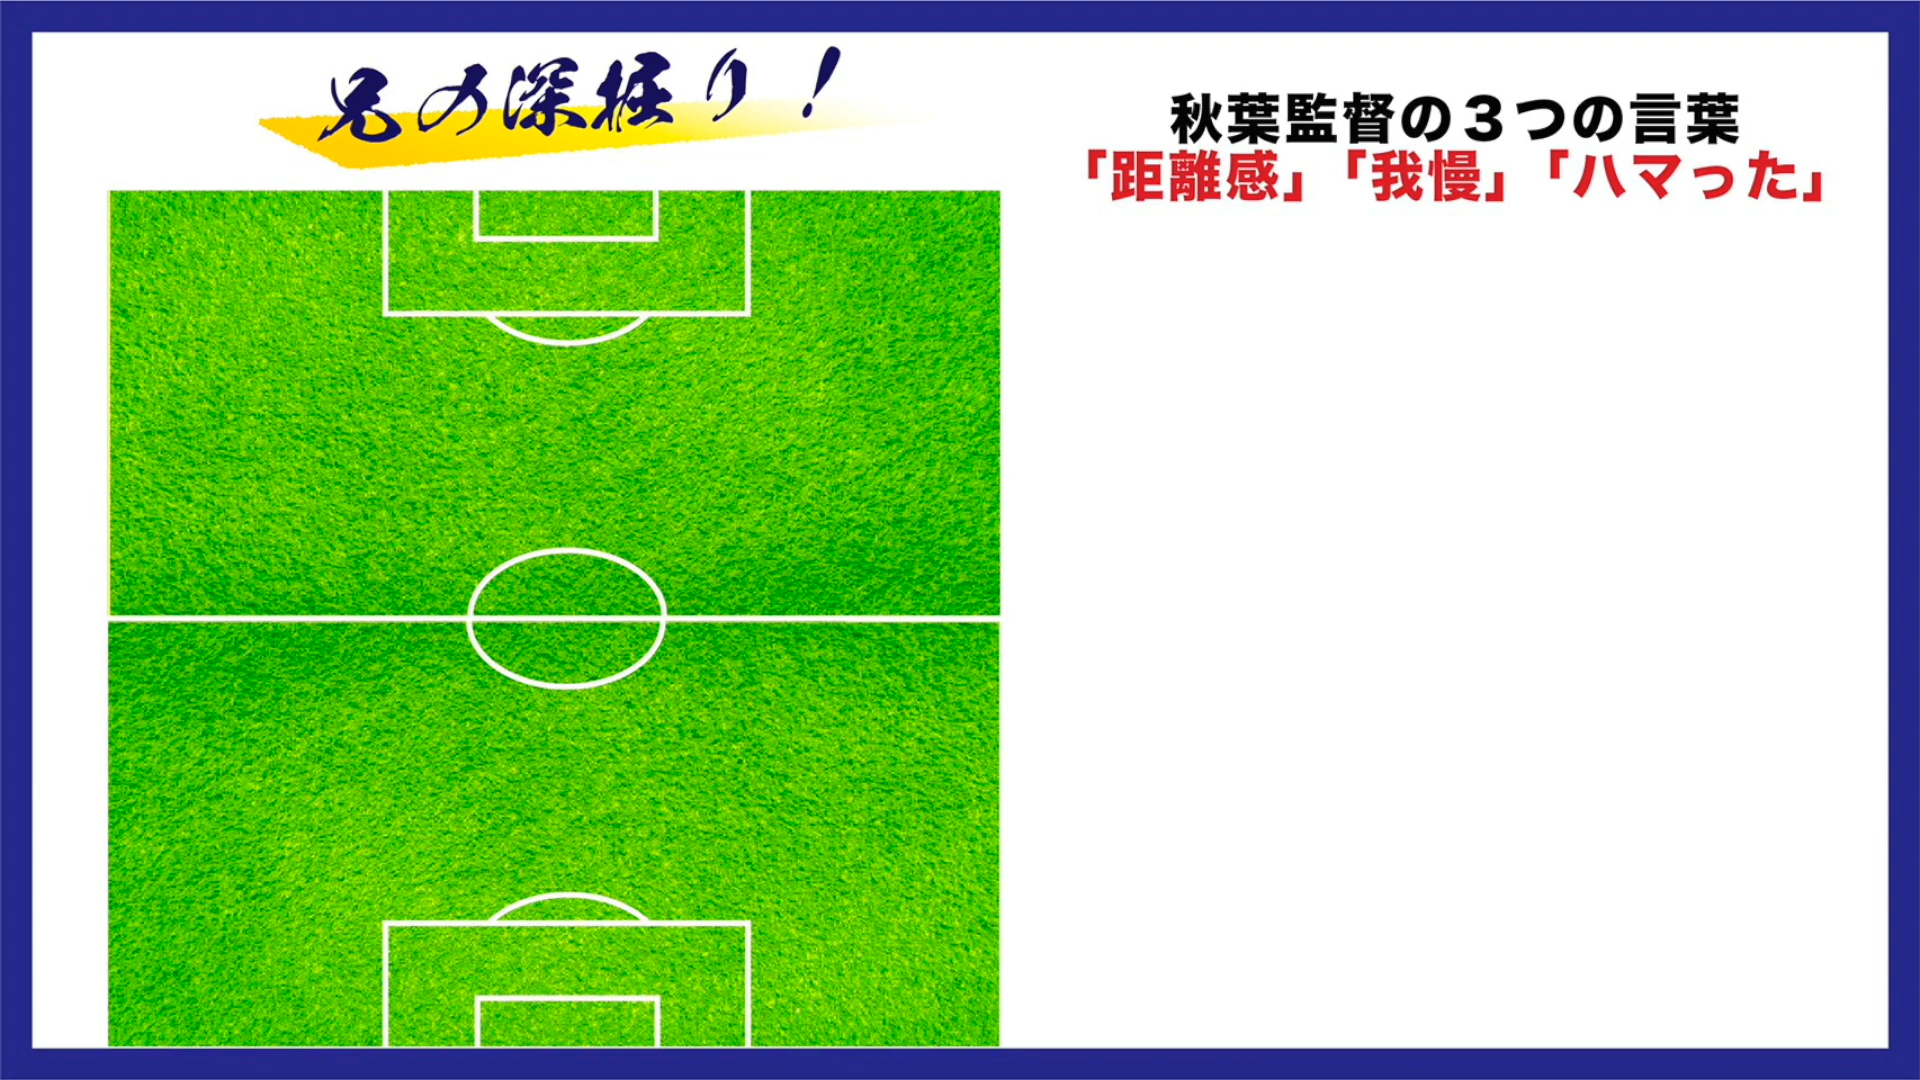 兄の深掘り！
秋葉監督の３つの言葉
「距離感」「我慢」「ハマった」